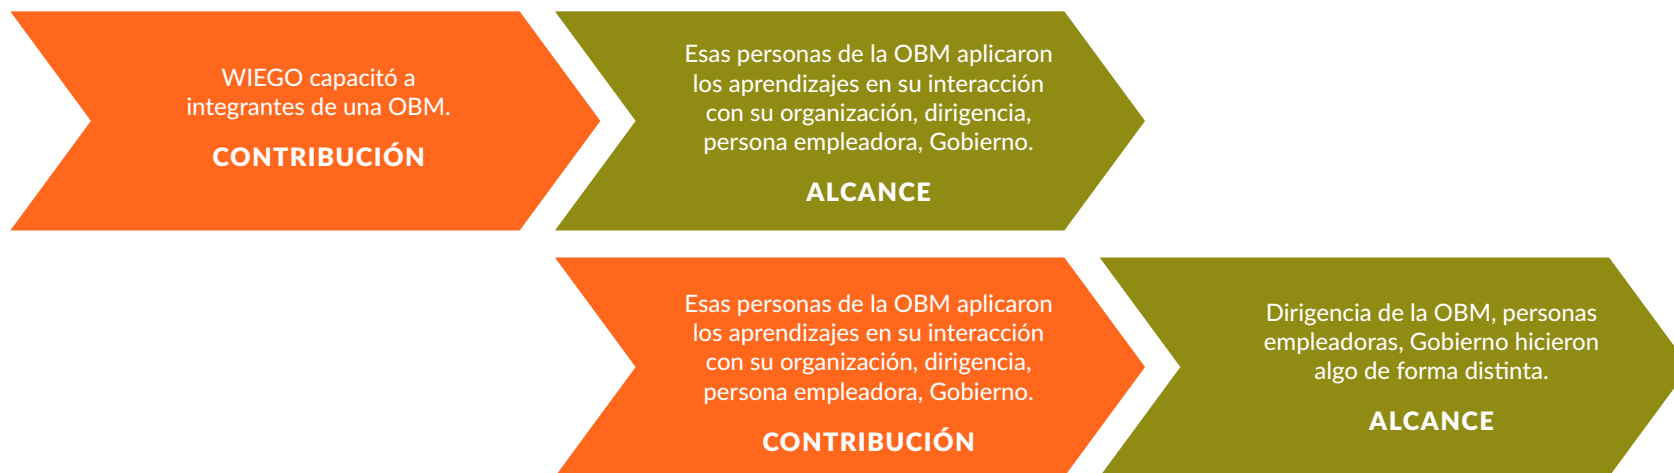 WIEGO capacitó a
integrantes de una OBM.
CONTRIBUCIÓN
Esas personas de la OBM aplicaron
los aprendizajes en su interacción
con su organización, dirigencia,
persona empleadora, Gobierno.
ALCANCE
Esas personas de la OBM aplicaron
los aprendizajes en su interacción
con su organización, dirigencia,
persona empleadora, Gobierno.
CONTRIBUCIÓN
Dirigencia de la OBM, personas
empleadoras, Gobierno hicieron
algo de forma distinta.
ALCANCE